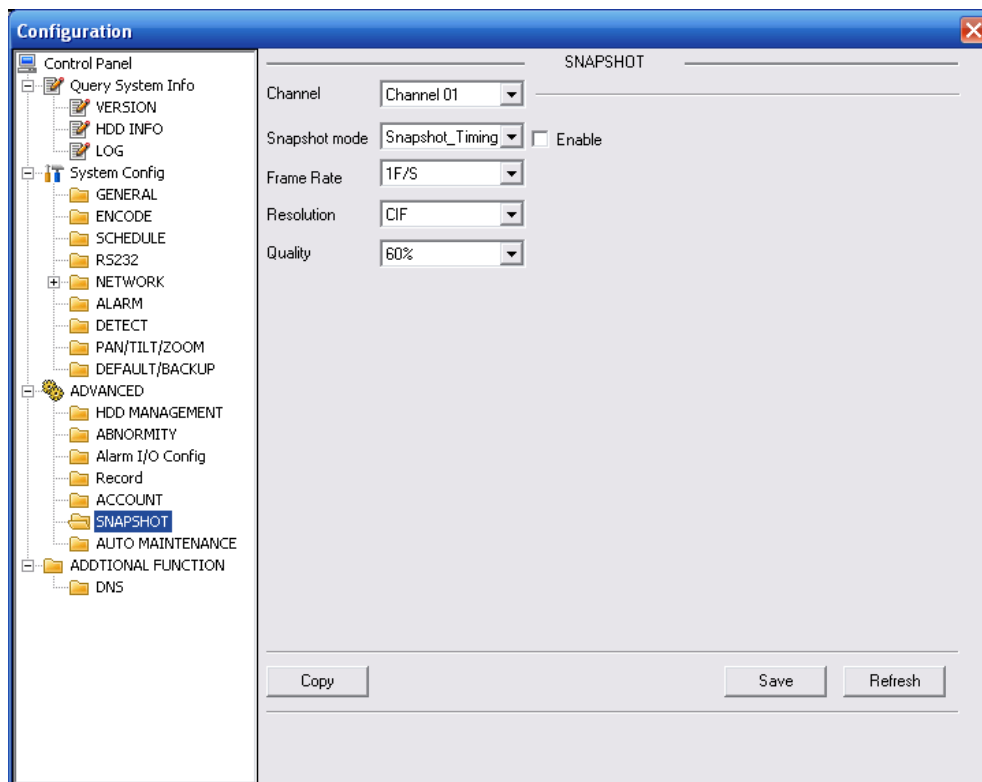 Configuration
Control Panel
Query System Info
VERSION
HDD INFO
LOG
System Config
GENERAL
ENCODE
SCHEDULE
RS232
NETWORK
ALARM
DETECT
PAN/TILT/ZOOM
DEFAULT/BACKUP
ADVANCED
HDD MANAGEMENT
ABNORMITY
Alarm I/O Config
Record
ACCOUNT
SNAPSHOT
AUTO MAINTENANCE
ADDTIONAL FUNCTION
DNS
SNAPSHOT
Channel Channel 01
Snapshot mode Snapshot_Timing Enable
Frame Rate 1F/S
Resolution CIF
Quality 60%
Copy Save Refresh